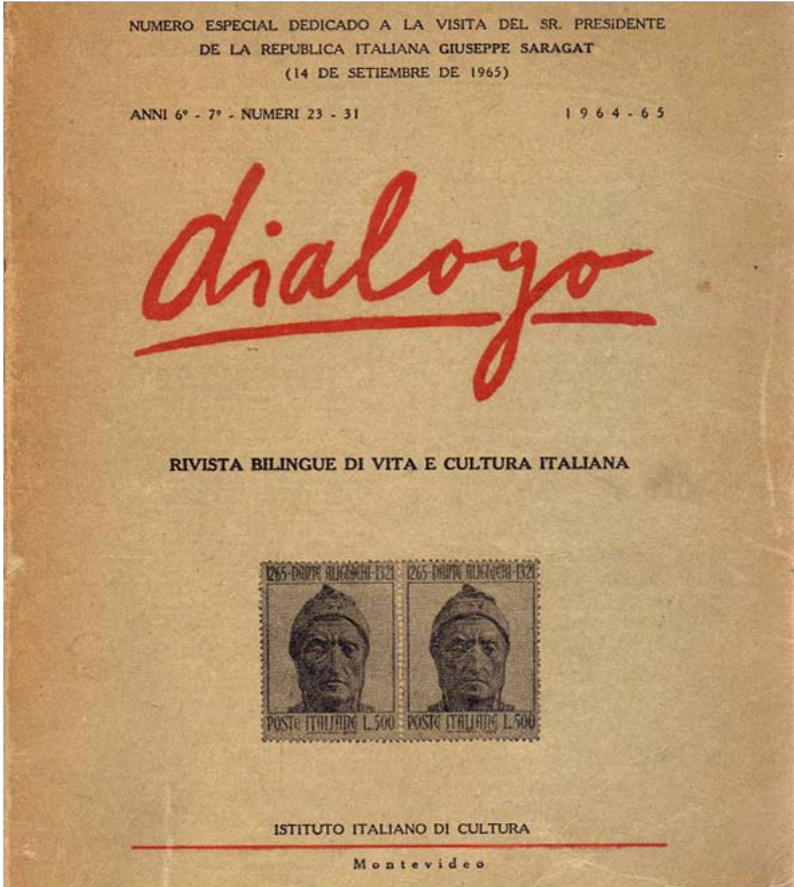 NUMERO ESPECIAL DEDICADO A LA VISITA DEL SR. PRESIDENTE
DE LA REPUBLICA ITALIANA GIUSEPPE SARAGAT
(14 DE SETIEMBRE DE 1965)
ANNI 6º - 7º - NUMERI 23 - 31 1964-65
dialogo
RIVISTA BILINGUE DI VITA E CULTURA ITALIANA
1265-DANTE ALIGHIERI-1321 1265-DANTE ALIGHIERI-1321
POSTE ITALIANE L.500 POSTE ITALIANE L.500
ISTITUTO ITALIANO DI CULTURA
Montevideo